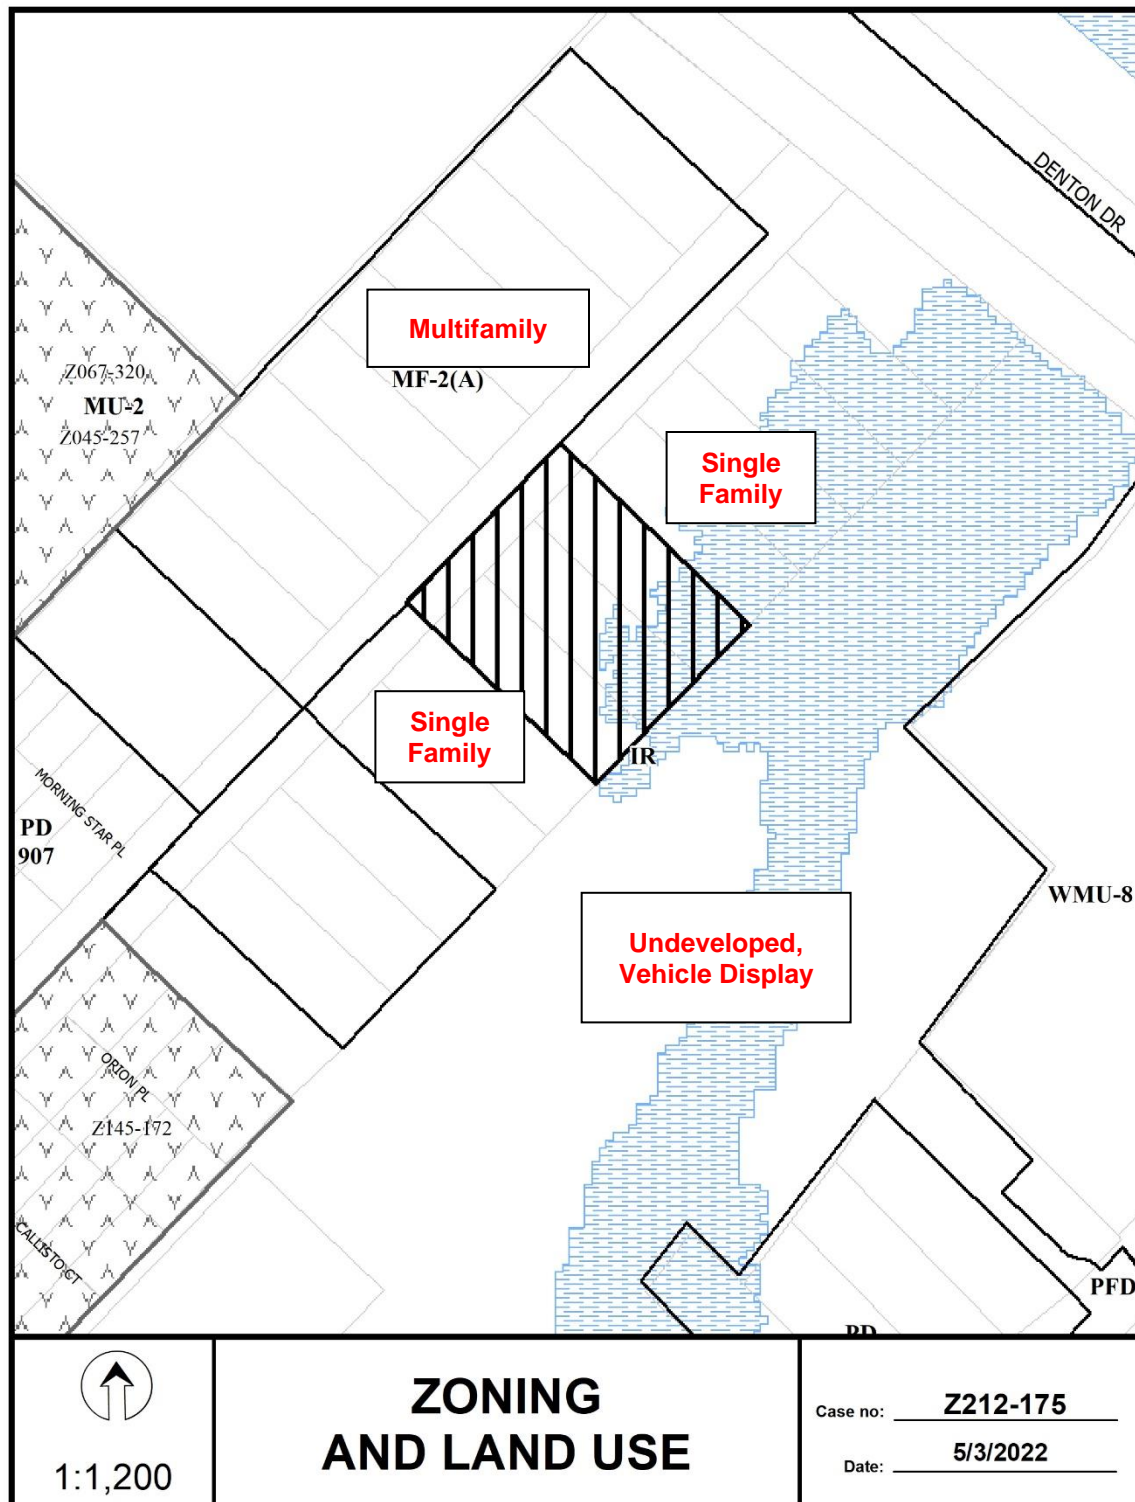 DENTON DR
Multifamily
MF-2(A)
Z067-320
MU-2
Z045-257
Single
Family
Single
Family
IR
MORNING STAR PL
PD
907
WMU-8
Undeveloped,
Vehicle Display
ORION PL
Z145-172
CALLISTO CT
PFD
PD
1:1,200
ZONING
AND LAND USE
Case no: Z212-175
Date: 5/3/2022